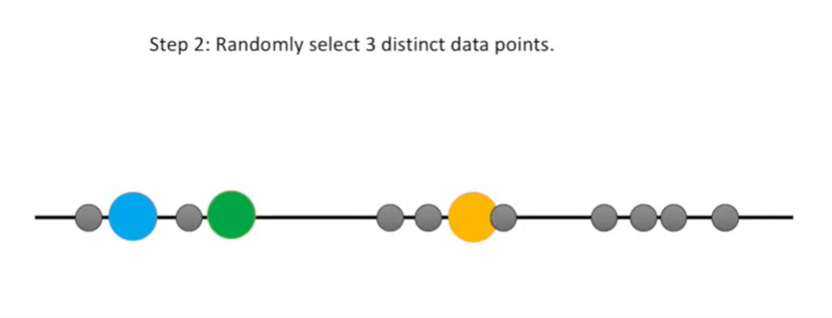 Step 2: Randomly select 3 distinct data points.